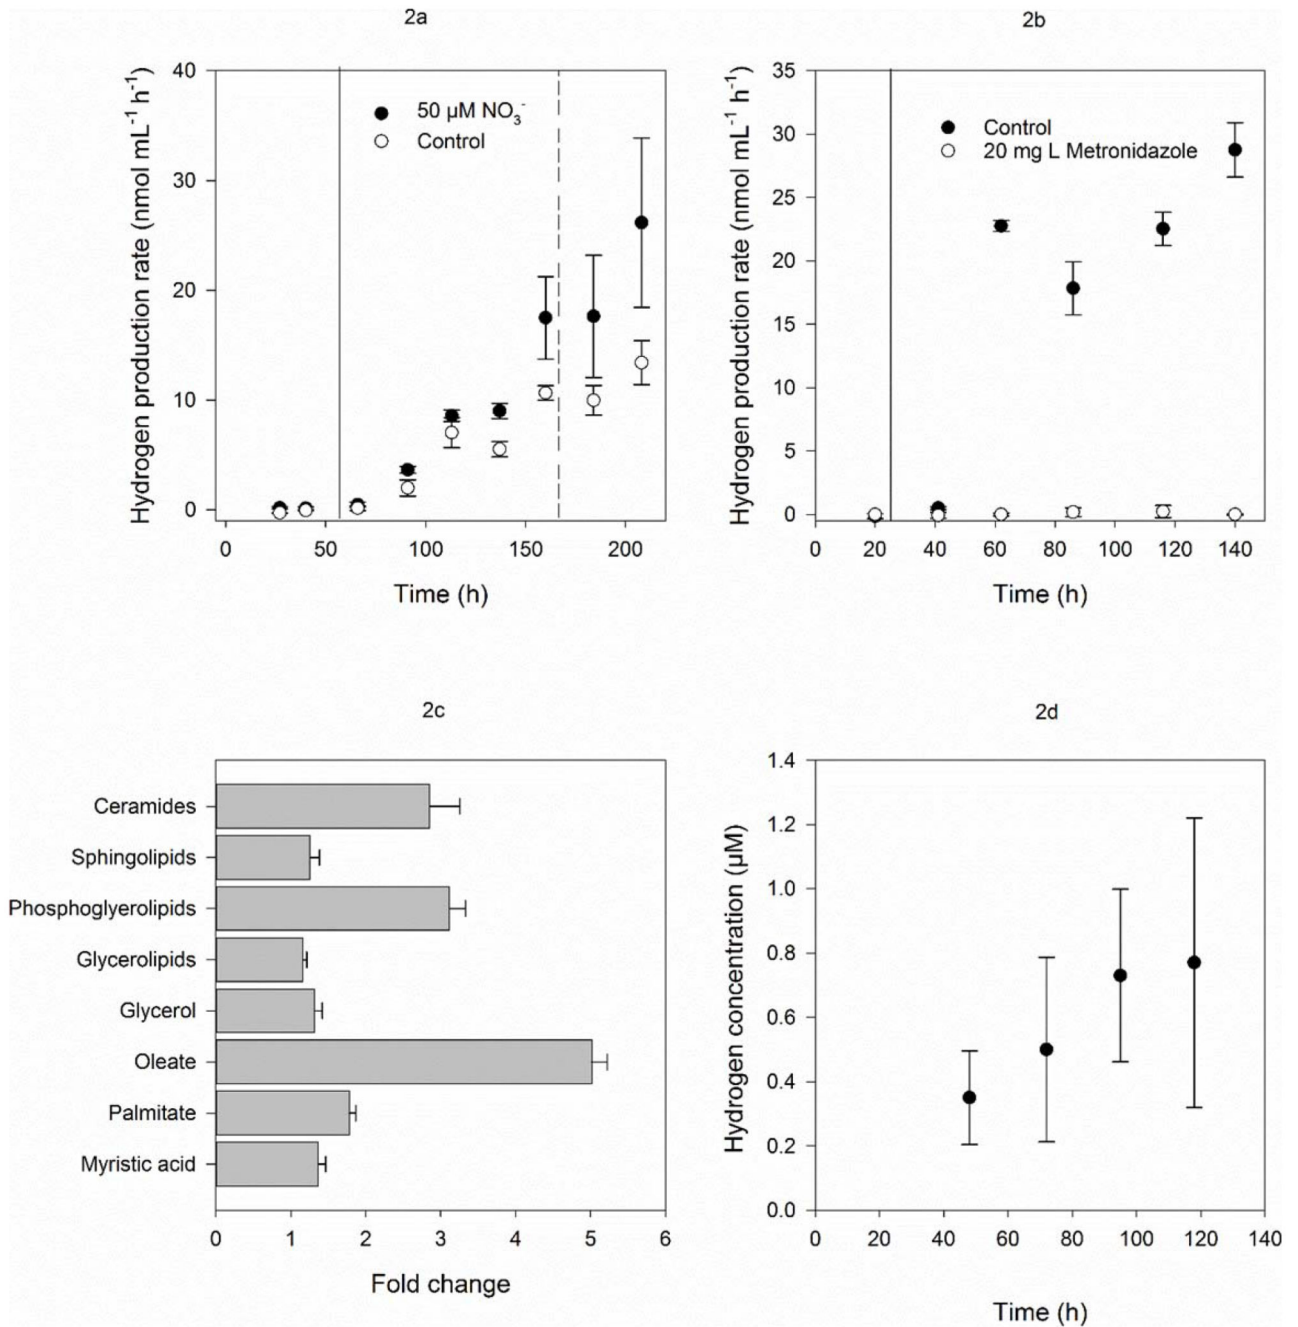 2a
Hydrogen production rate (nmol mL⁻¹ h⁻¹)
40
30
20
10
0
50 µM NO₃⁻
Control
0 50 100 150 200
Time (h)
2b
Hydrogen production rate (nmol mL⁻¹ h⁻¹)
35
30
25
20
15
10
5
0
Control
20 mg L Metronidazole
0 20 40 60 80 100 120 140
Time (h)
2c
Ceramides
Sphingolipids
Phosphoglyerolipids
Glycerolipids
Glycerol
Oleate
Palmitate
Myristic acid
0 1 2 3 4 5 6
Fold change
2d
Hydrogen concentration (µM)
1.4
1.2
1.0
0.8
0.6
0.4
0.2
0.0
0 20 40 60 80 100 120 140
Time (h)